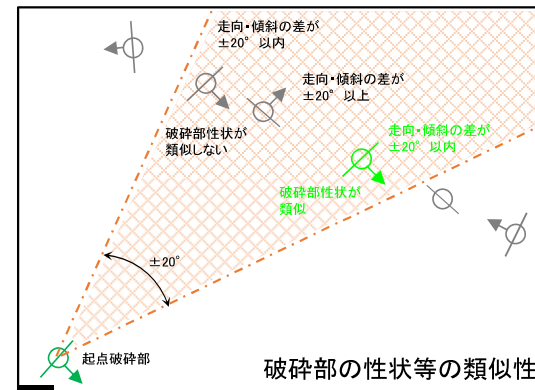 走向・傾斜の差が
±20° 以内
走向・傾斜の差が
±20° 以上
破砕部性状が
類似しない
走向・傾斜の差が
±20° 以内
破砕部性状が
類似
±20°
起点破砕部
破砕部の性状等の類似性